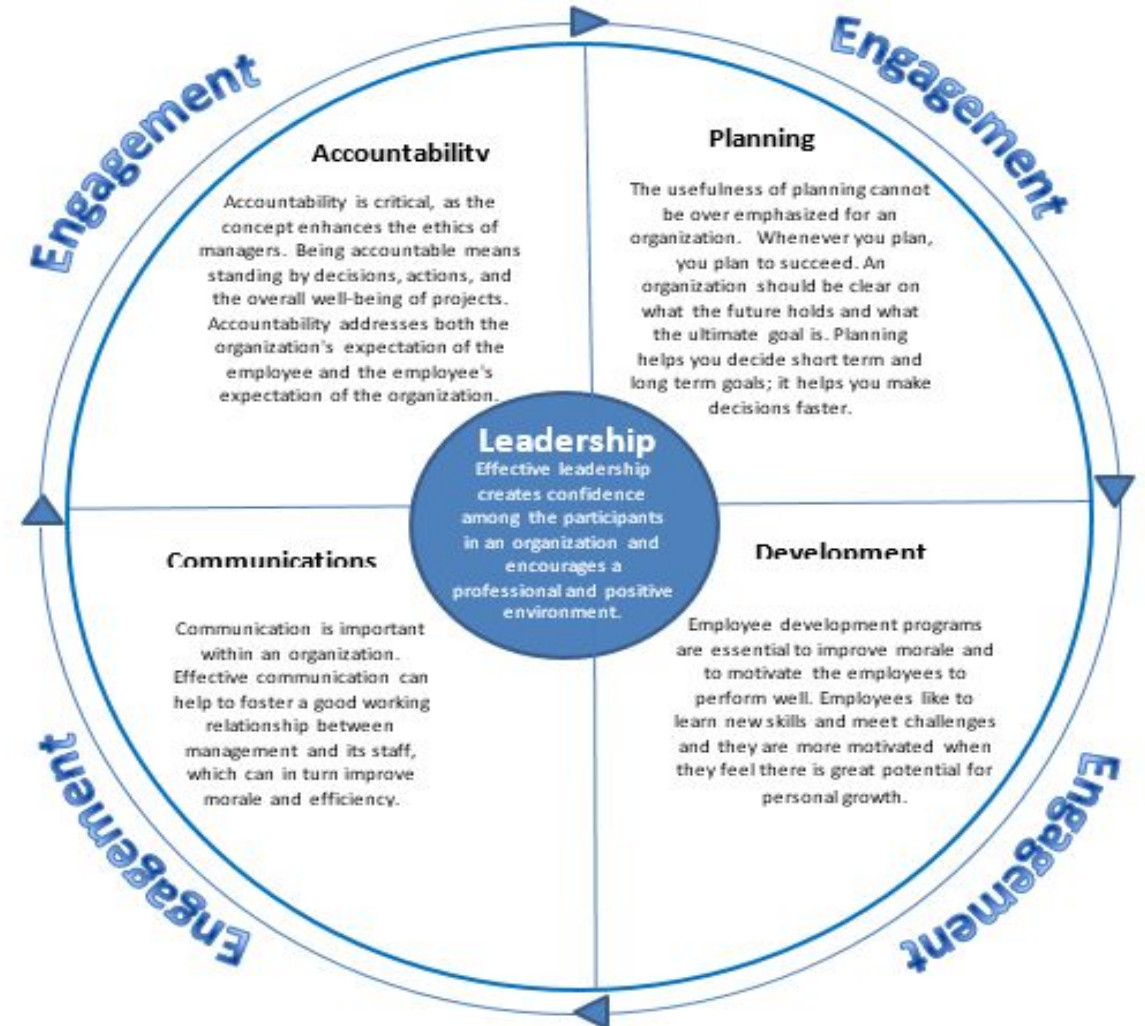 Engagement
Engagement
Accountability
Accountability is critical, as the
concept enhances the ethics of
managers. Being accountable means
standing by decisions, actions, and
the overall well-being of projects.
Accountability addresses both the
organization's expectation of the
employee and the employee's
expectation of the organization.
Planning
The usefulness of planning cannot
be over emphasized for an
organization. Whenever you plan,
you plan to succeed. An
organization should be clear on
what the future holds and what
the ultimate goal is. Planning
helps you decide short term and
long term goals; it helps you make
decisions faster.
Leadership
Effective leadership
creates confidence
among the participants
in an organization and
encourages a
professional and positive
environment.
Communications
Communication is important
within an organization.
Effective communication can
help to foster a good working
relationship between
management and its staff,
which can in turn improve
morale and efficiency.
Development
Employee development programs
are essential to improve morale and
to motivate the employees to
perform well. Employees like to
learn new skills and meet challenges
and they are more motivated when
they feel there is great potential for
personal growth.
Engagement
Engagement